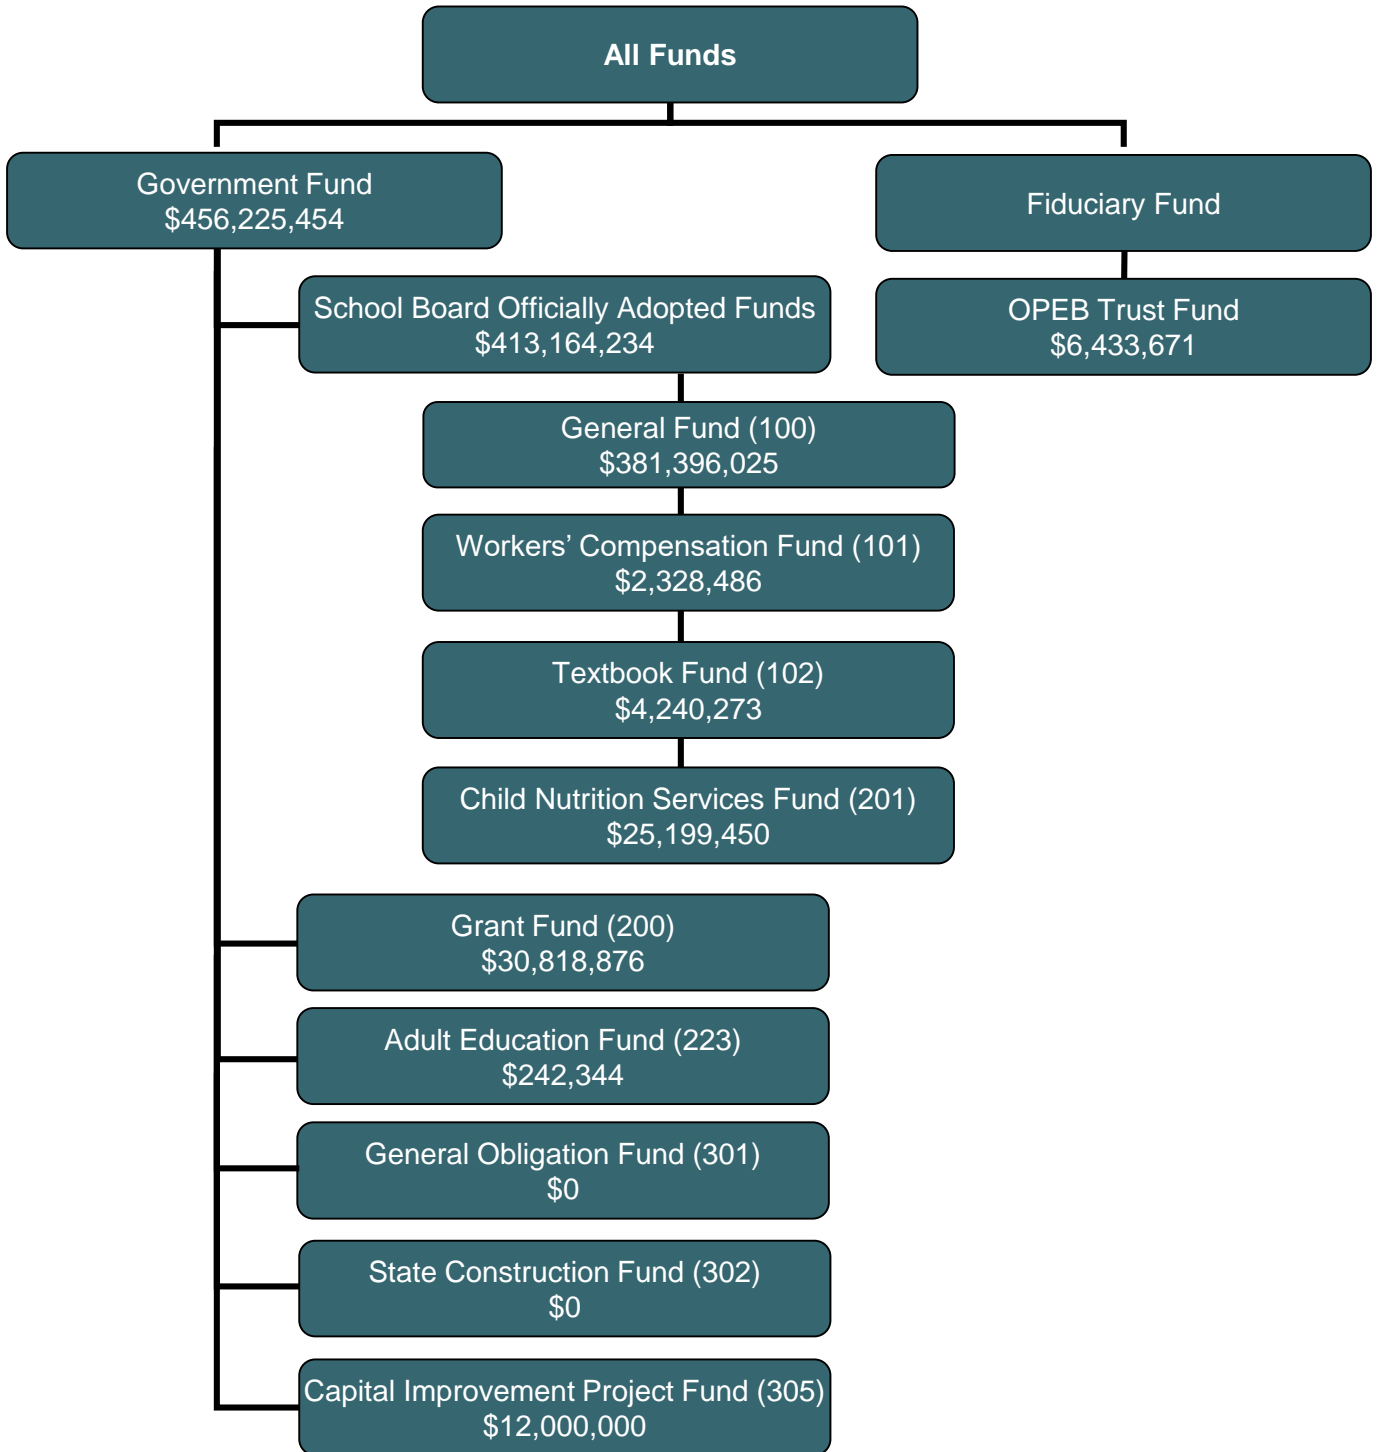 All Funds
Government Fund
$456,225,454
Fiduciary Fund
School Board Officially Adopted Funds
$413,164,234
OPEB Trust Fund
$6,433,671
General Fund (100)
$381,396,025
Workers’ Compensation Fund (101)
$2,328,486
Textbook Fund (102)
$4,240,273
Child Nutrition Services Fund (201)
$25,199,450
Grant Fund (200)
$30,818,876
Adult Education Fund (223)
$242,344
General Obligation Fund (301)
$0
State Construction Fund (302)
$0
Capital Improvement Project Fund (305)
$12,000,000